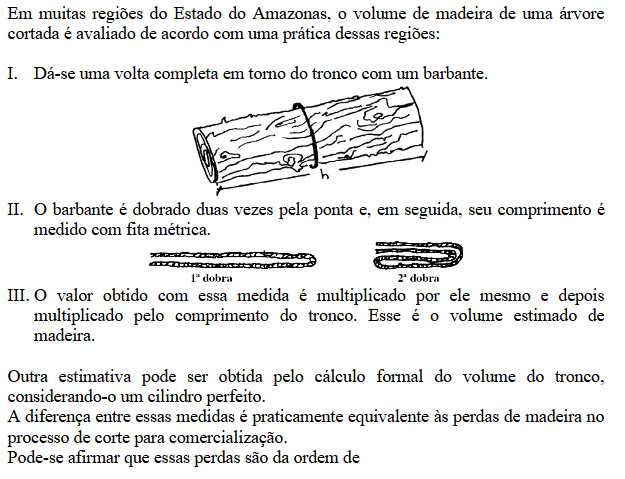 Em muitas regiões do Estado do Amazonas, o volume de madeira de uma árvore
cortada é avaliado de acordo com uma prática dessas regiões:
I. Dá-se uma volta completa em torno do tronco com um barbante.
h
II. O barbante é dobrado duas vezes pela ponta e, em seguida, seu comprimento é
medido com fita métrica.
1ª dobra 2ª dobra
III. O valor obtido com essa medida é multiplicado por ele mesmo e depois
multiplicado pelo comprimento do tronco. Esse é o volume estimado de
madeira.
Outra estimativa pode ser obtida pelo cálculo formal do volume do tronco,
considerando-o um cilindro perfeito.
A diferença entre essas medidas é praticamente equivalente às perdas de madeira no
processo de corte para comercialização.
Pode-se afirmar que essas perdas são da ordem de